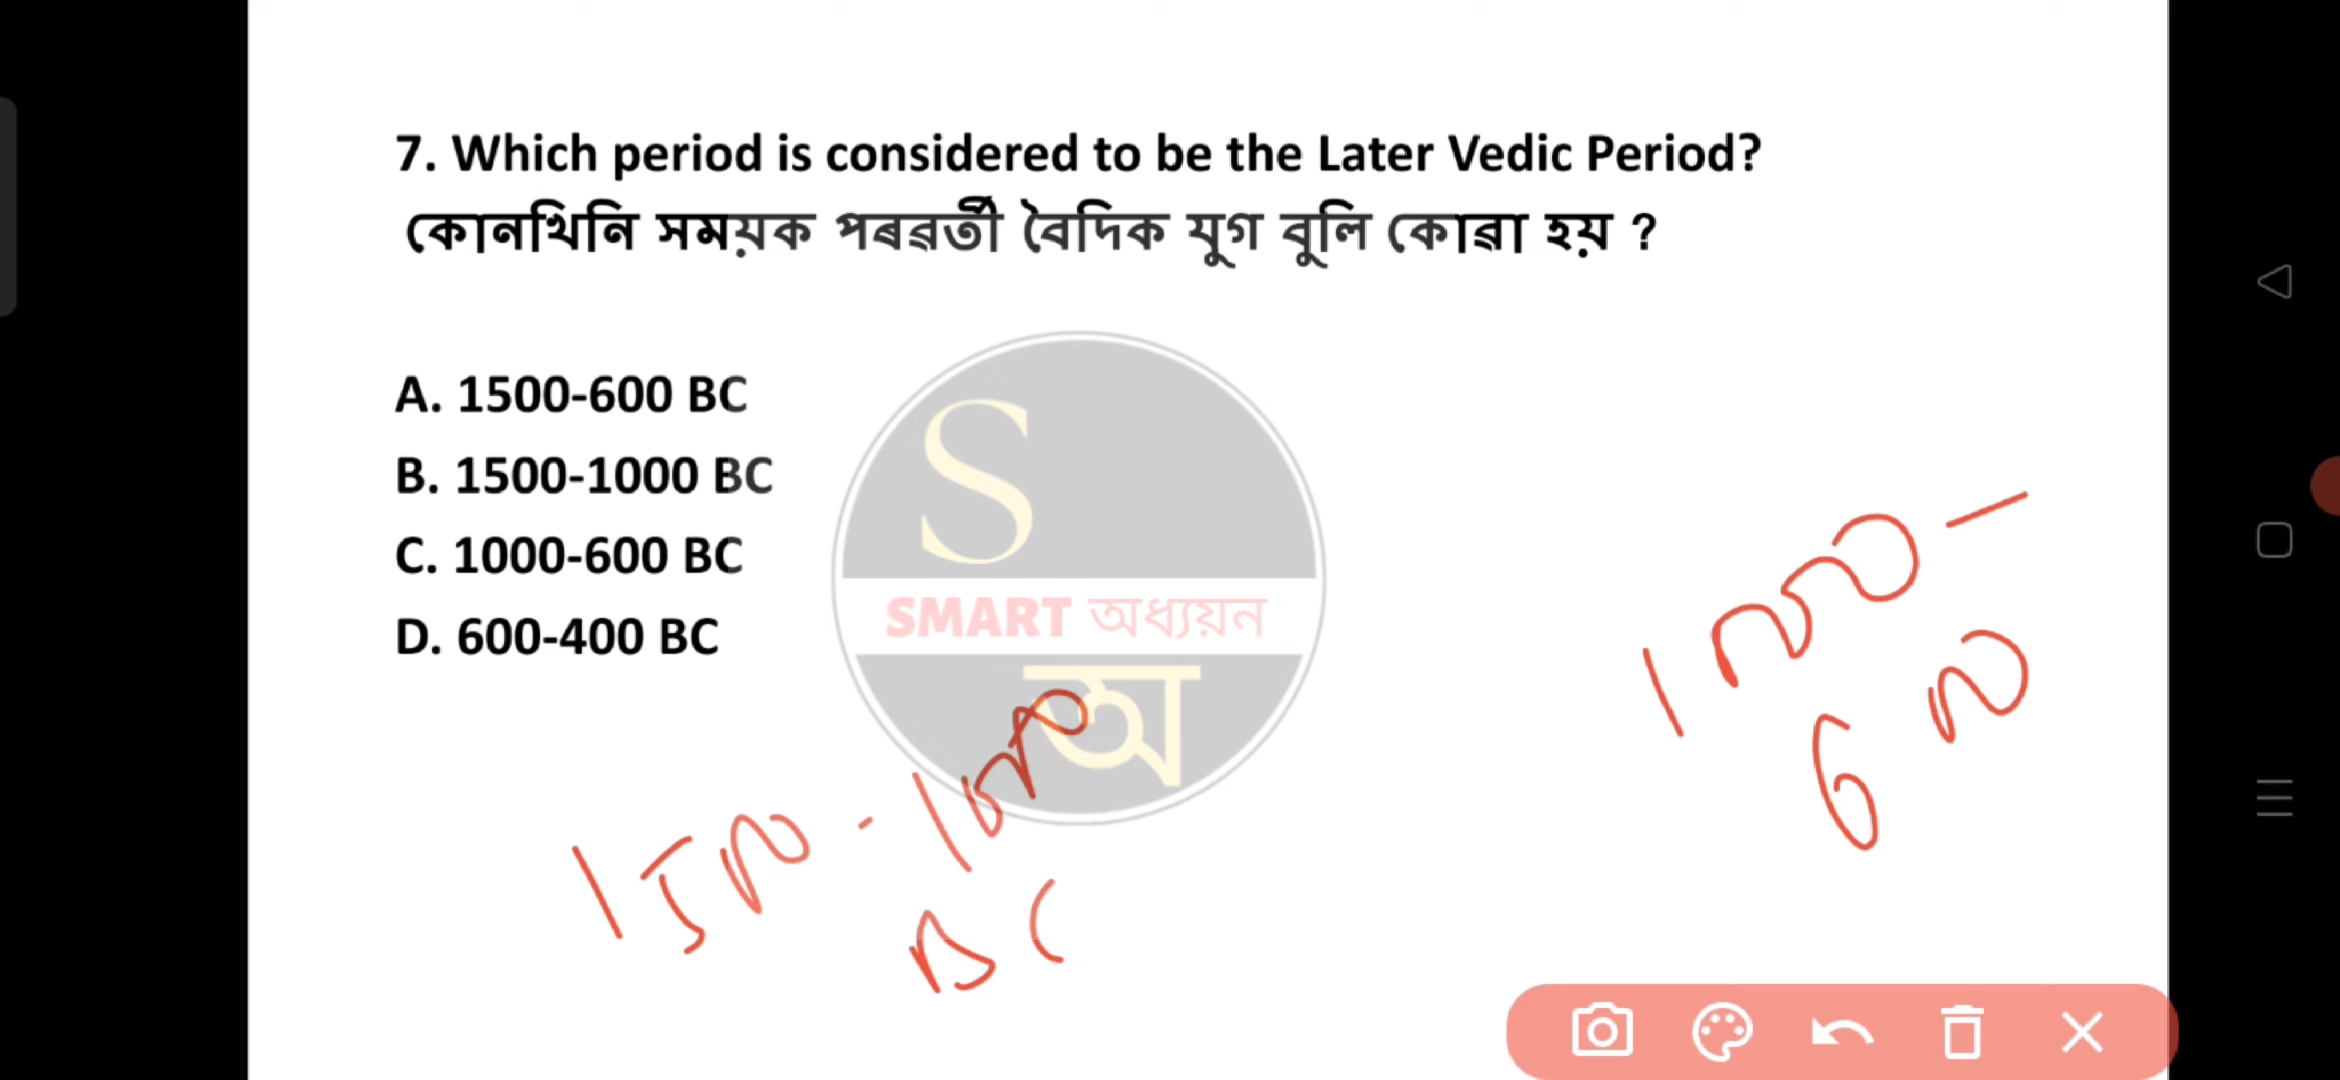 7. Which period is considered to be the Later Vedic Period?
কোনখিনি সময়ক পৰৱৰ্তী বৈদিক যুগ বুলি কোৱা হয় ?
A. 1500-600 BC
B. 1500-1000 BC
C. 1000-600 BC
D. 600-400 BC
S
SMART অধ্যয়ন
অ
1000 -
600
1500 - 1000
BC